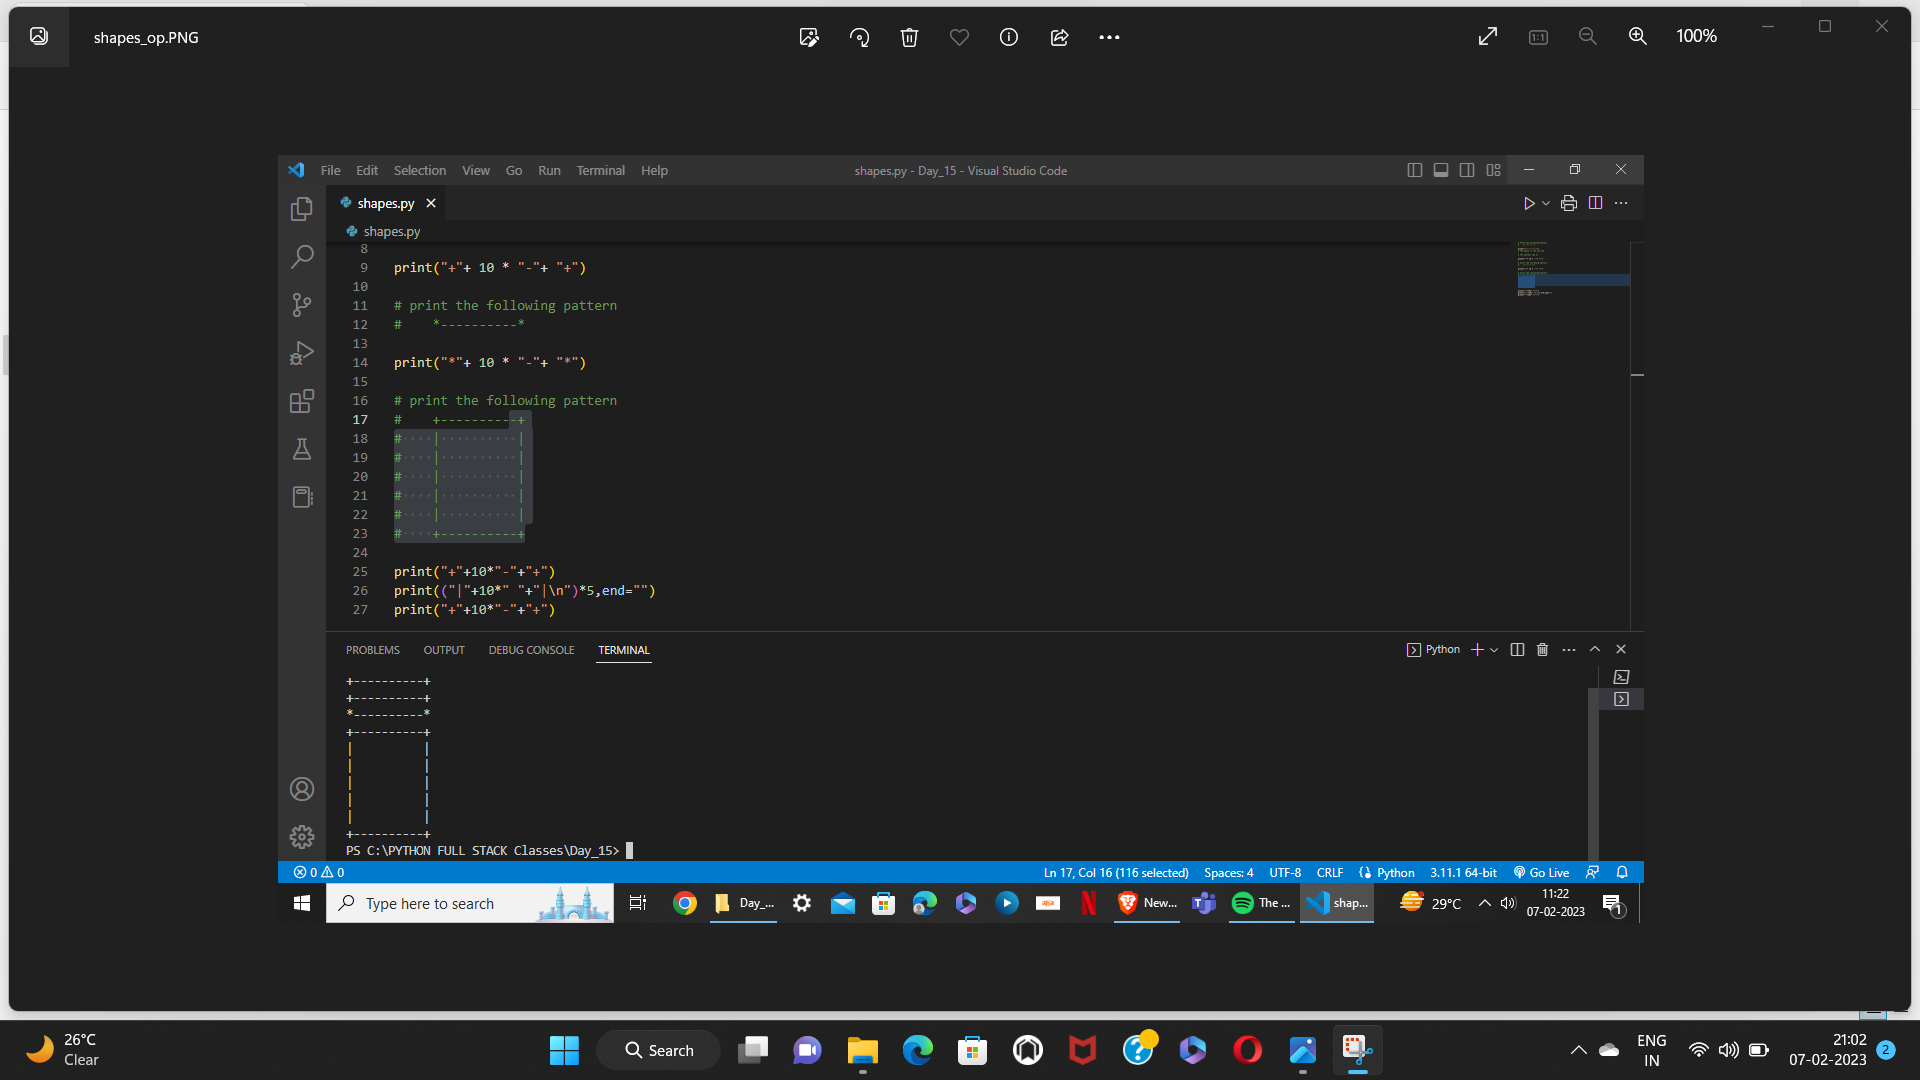 shapes_op.PNG
100%
File Edit Selection View Go Run Terminal Help
shapes.py - Day_15 - Visual Studio Code
shapes.py
shapes.py
8
9 print("+"+ 10 * "-"+ "+")
10
11 # print the following pattern
12 #    *----------*
13
14 print("*"+ 10 * "-"+ "*")
15
16 # print the following pattern
17 #    +----------+
18 #····|··········|
19 #····|··········|
20 #····|··········|
21 #····|··········|
22 #····|··········|
23 #····+----------+
24
25 print("+"+10*"-"+"+")
26 print(("|"+10*" "+"|\n")*5,end="")
27 print("+"+10*"-"+"+")
PROBLEMS OUTPUT DEBUG CONSOLE TERMINAL
Python
+----------+
+----------+
*----------*
+----------+
|          |
|          |
|          |
|          |
|          |
+----------+
PS C:\PYTHON FULL STACK Classes\Day_15>
0 0
Ln 17, Col 16 (116 selected) Spaces: 4 UTF-8 CRLF Python 3.11.1 64-bit Go Live
Type here to search
Day_...
New...
The ...
shap...
29°C
11:22
07-02-2023
1
26°C
Clear
Search
ENG
IN
21:02
07-02-2023
2